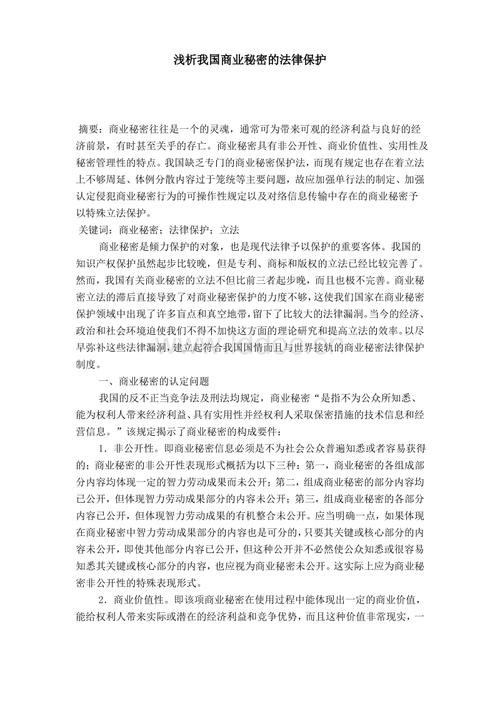 浅析我国商业秘密的法律保护
摘要：商业秘密往往是一个的灵魂，通常可为带来可观的经济利益与良好的经
济前景，有时甚至关乎的存亡。商业秘密具有非公开性、商业价值性、实用性及
秘密管理性的特点。我国缺乏专门的商业秘密保护法，而现有规定也存在着立法
上不够周延、体例分散内容过于笼统等主要问题，故应加强单行法的制定、加强
认定侵犯商业秘密行为的可操作性规定以及对络信息传输中存在的商业秘密予
以特殊立法保护。
关键词：商业秘密；法律保护；立法
商业秘密是倾力保护的对象，也是现代法律予以保护的重要客体。我国的
知识产权保护虽然起步比较晚，但是专利、商标和版权的立法已经比较完善了。
然而，我国有关商业秘密的立法不但比前三者起步晚，而且也极不完善。商业秘
密立法的滞后直接导致了对商业秘密保护的力度不够，这使我们国家在商业秘密
保护领域中出现了许多盲点和真空地带，留下了比较大的法律漏洞。当今的经济、
政治和社会环境迫使我们不得不加快这方面的理论研究和提高立法的效率。以尽
早弥补这些法律漏洞，建立起符合我国国情而且与世界接轨的商业秘密法律保护
制度。
一、商业秘密的认定问题
我国的反不正当竞争法及刑法均规定，商业秘密“是指不为公众所知悉、
能为权利人带来经济利益、具有实用性并经权利人采取保密措施的技术信息和经
营信息。”该规定揭示了商业秘密的构成要件：
1．非公开性。即商业秘密信息必须是不为社会公众普遍知悉或者容易获得
的；商业秘密的非公开性表现形式概括为以下三种：第一，商业秘密的各组成部
分内容均体现一定的智力劳动成果而未公开；第二，组成商业秘密的部分内容均
已公开，但体现智力劳动成果部分的内容未公开；第三，组成商业秘密的各部分
内容已公开，但体现智力劳动成果的有机整合未公开。应当明确一点，如果体现
在商业秘密中智力劳动成果部分的内容也是可分的，只要其关键或核心部分的内
容未公开，即使其他部分内容已公开，但这种公开并不必然使公众知悉或很容易
知悉其关键或核心部分的内容，也应视为商业秘密未公开。这实际上应为商业秘
密非公开性的特殊表现形式。
2．商业价值性。即该项商业秘密在使用过程中能体现出一定的商业价值，
能给权利人带来实际或潜在的经济利益和竞争优势，而且这种价值非常现实，一